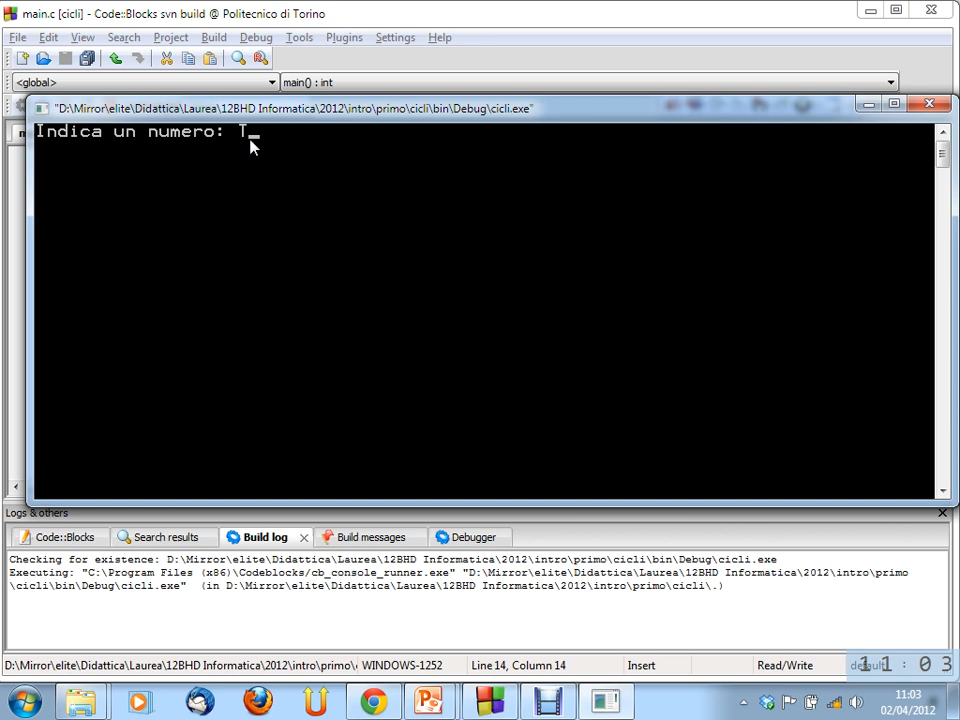 main.c [cicli] - Code::Blocks svn build @ Politecnico di Torino
File Edit View Search Project Build Debug Tools Plugins Settings Help
<global> main() : int
"D:\Mirror\elite\Didattica\Laurea\12BHD Informatica\2012\intro\primo\cicli\bin\Debug\cicli.exe"
Indica un numero: T_
Logs & others
Code::Blocks Search results Build log Build messages Debugger
Checking for existence: D:\Mirror\elite\Didattica\Laurea\12BHD Informatica\2012\intro\primo\cicli\bin\Debug\cicli.exe
Executing: "C:\Program Files (x86)\Codeblocks/cb_console_runner.exe" "D:\Mirror\elite\Didattica\Laurea\12BHD Informatica\2012\intro\primo
\cicli\bin\Debug\cicli.exe" (in D:\Mirror\elite\Didattica\Laurea\12BHD Informatica\2012\intro\primo\cicli\.)
D:\Mirror\elite\Didattica\Laurea\12BHD Informatica\2012\intro\primo\ WINDOWS-1252 Line 14, Column 14 Insert Read/Write default
11:03
11:03
02/04/2012